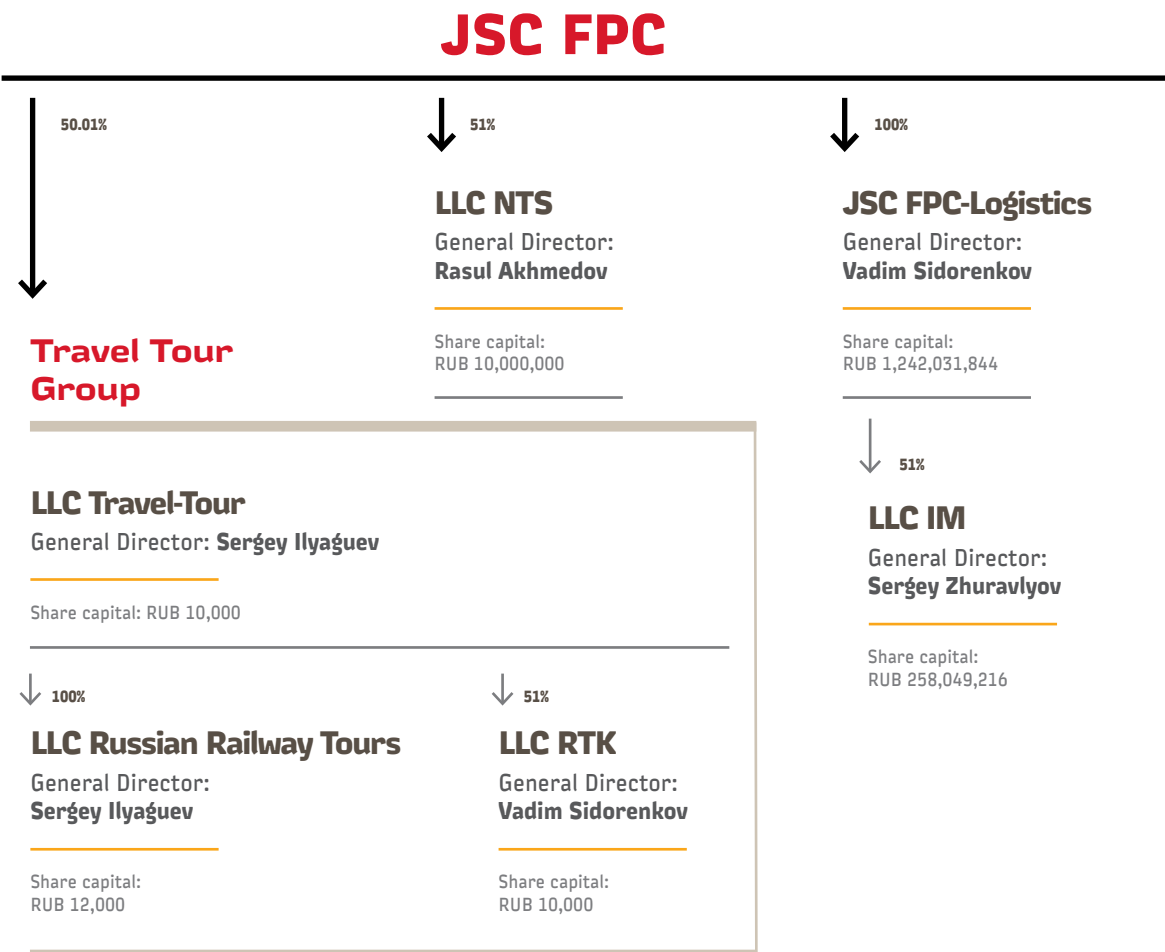 JSC FPC
50.01%
51%
100%
LLC NTS
General Director:
Rasul Akhmedov
Share capital:
RUB 10,000,000
JSC FPC-Logistics
General Director:
Vadim Sidorenkov
Share capital:
RUB 1,242,031,844
51%
LLC IM
General Director:
Sergey Zhuravlyov
Share capital:
RUB 258,049,216
Travel Tour
Group
LLC Travel-Tour
General Director: Sergey Ilyaguev
Share capital: RUB 10,000
100%
LLC Russian Railway Tours
General Director:
Sergey Ilyaguev
Share capital:
RUB 12,000
51%
LLC RTK
General Director:
Vadim Sidorenkov
Share capital:
RUB 10,000